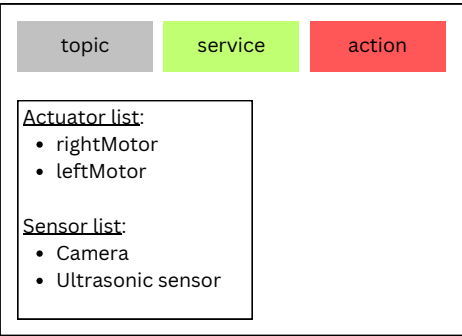 topic service action
Actuator list:
• rightMotor
• leftMotor
Sensor list:
• Camera
• Ultrasonic sensor